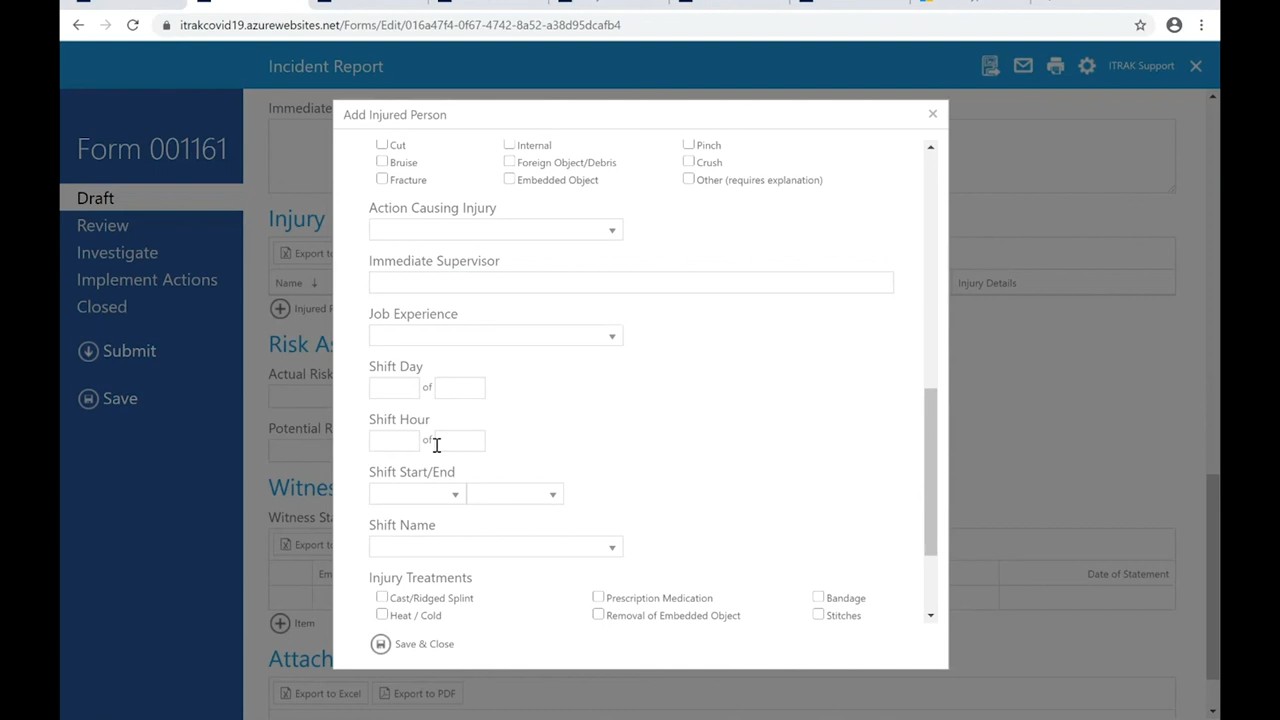 itrakcovid19.azurewebsites.net/Forms/Edit/016a47f4-0f67-4742-8a52-a38d95dcafb4
Incident Report
ITRAK Support
Form 001161
Draft
Review
Investigate
Implement Actions
Closed
Submit
Save
Immediate
Injury
Export to
Name
Injury Details
Injured P
Risk As
Actual Risk
Potential R
Witnes
Witness Sta
Export to
Em
Date of Statement
Item
Attach
Export to Excel
Export to PDF
Add Injured Person
Cut Internal Pinch
Bruise Foreign Object/Debris Crush
Fracture Embedded Object Other (requires explanation)
Action Causing Injury
Immediate Supervisor
Job Experience
Shift Day
of
Shift Hour
of
Shift Start/End
Shift Name
Injury Treatments
Cast/Ridged Splint Prescription Medication Bandage
Heat / Cold Removal of Embedded Object Stitches
Save & Close